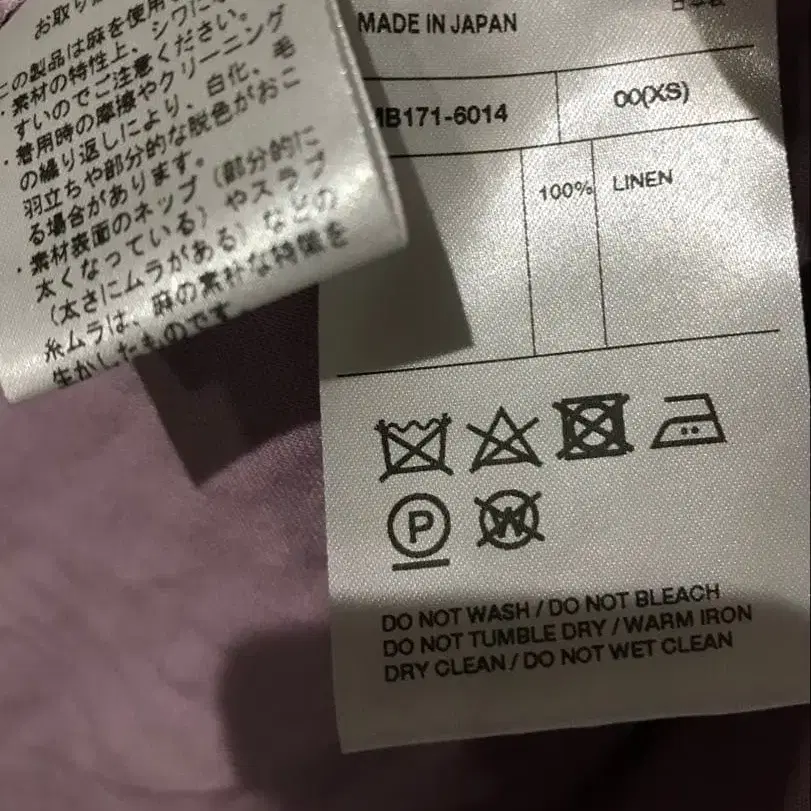 お取り
この製品は麻を使用
・素材の特性上、シワに
すいのでご注意ください。
・着用時の摩擦やクリーニング
の繰り返しにより、白化、毛
羽立ちや部分的な脱色がおこ
る場合があります。
・素材表面のネップ(部分的に
太くなっている)やスラブ
(太さにムラがある)などの
糸ムラは、麻の素朴な特徴を
生かしたものです。
MADE IN JAPAN
日本製
MB171-6014
00(XS)
100% LINEN
P
W
DO NOT WASH / DO NOT BLEACH
DO NOT TUMBLE DRY / WARM IRON
DRY CLEAN / DO NOT WET CLEAN